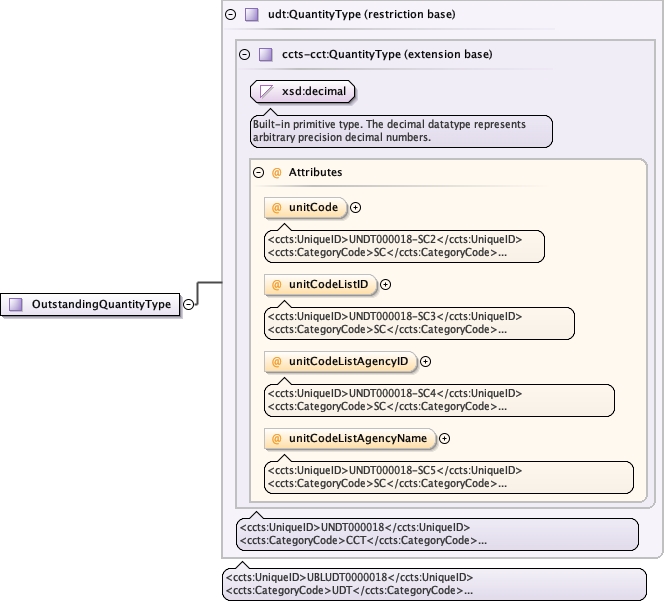 udt:QuantityType (restriction base)
ccts-cct:QuantityType (extension base)
xsd:decimal
Built-in primitive type. The decimal datatype represents
arbitrary precision decimal numbers.
@ Attributes
@ unitCode
<ccts:UniqueID>UNDT000018-SC2</ccts:UniqueID>
<ccts:CategoryCode>SC</ccts:CategoryCode>...
@ unitCodeListID
<ccts:UniqueID>UNDT000018-SC3</ccts:UniqueID>
<ccts:CategoryCode>SC</ccts:CategoryCode>...
OutstandingQuantityType
@ unitCodeListAgencyID
<ccts:UniqueID>UNDT000018-SC4</ccts:UniqueID>
<ccts:CategoryCode>SC</ccts:CategoryCode>...
@ unitCodeListAgencyName
<ccts:UniqueID>UNDT000018-SC5</ccts:UniqueID>
<ccts:CategoryCode>SC</ccts:CategoryCode>...
<ccts:UniqueID>UNDT000018</ccts:UniqueID>
<ccts:CategoryCode>CCT</ccts:CategoryCode>...
<ccts:UniqueID>UBLUDT0000018</ccts:UniqueID>
<ccts:CategoryCode>UDT</ccts:CategoryCode>...